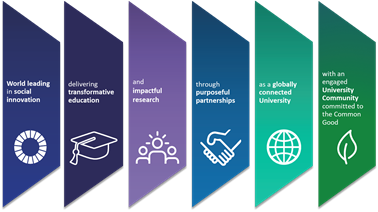 World leading
in social
innovation
delivering
transformative
education
and
impactful
research
through
purposeful
partnerships
as a globally
connected
University
with an
engaged
University
Community
committed to
the Common
Good